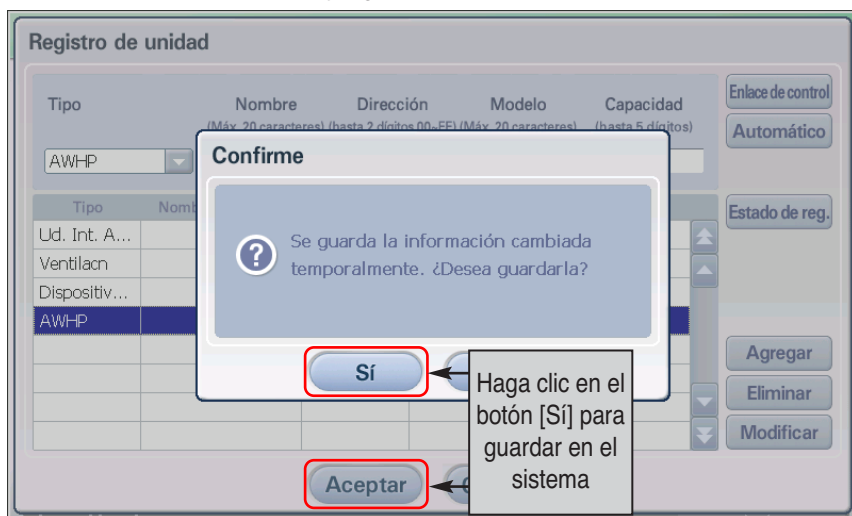 Registro de unidad
Tipo Nombre Dirección Modelo Capacidad Enlace de control
(Máx. 20 caracteres) (hasta 2 dígitos 00~FF) (Máx. 20 caracteres) (hasta 5 dígitos) Automático
AWHP
Confirme
Tipo Estado de reg.
Ud. Int. A...
Ventilacn
Dispositiv...
AWHP
Se guarda la información cambiada
temporalmente. ¿Desea guardarla?
Sí
Agregar
Eliminar
Modificar
Haga clic en el
botón [Sí] para
guardar en el
sistema
Aceptar